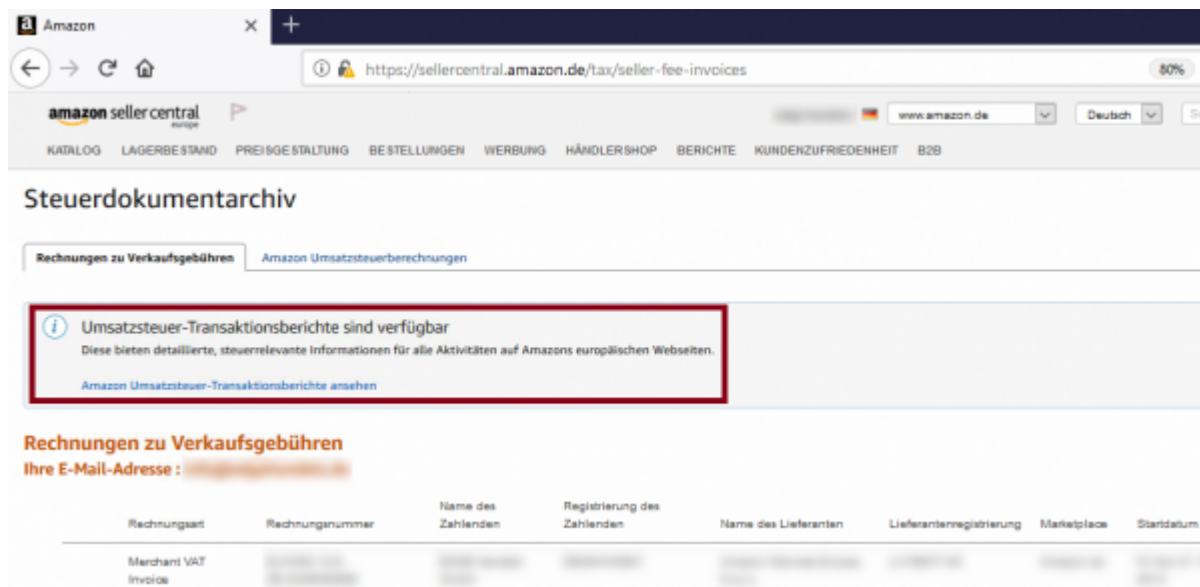 Amazon
https://sellercentral.amazon.de/tax/seller-fee-invoices
80%
amazon seller central
europe
www.amazon.de
Deutsch
KATALOG LAGERBESTAND PREISGESTALTUNG BESTELLUNGEN WERBUNG HÄNDLERSHOP BERICHTE KUNDENZUFRIEDENHEIT B2B
Steuerdokumentarchiv
Rechnungen zu Verkaufsgebühren Amazon Umsatzsteuerberechnungen
Umsatzsteuer-Transaktionsberichte sind verfügbar
Diese bieten detaillierte, steuerrelevante Informationen für alle Aktivitäten auf Amazons europäischen Webseiten.
Amazon Umsatzsteuer-Transaktionsberichte ansehen
Rechnungen zu Verkaufsgebühren
Ihre E-Mail-Adresse :
Rechnungsart Rechnungsnummer Name des Zahlenden Registrierung des Zahlenden Name des Lieferanten Lieferantenregistrierung Marketplace Startdatum
Merchant VAT
Invoice